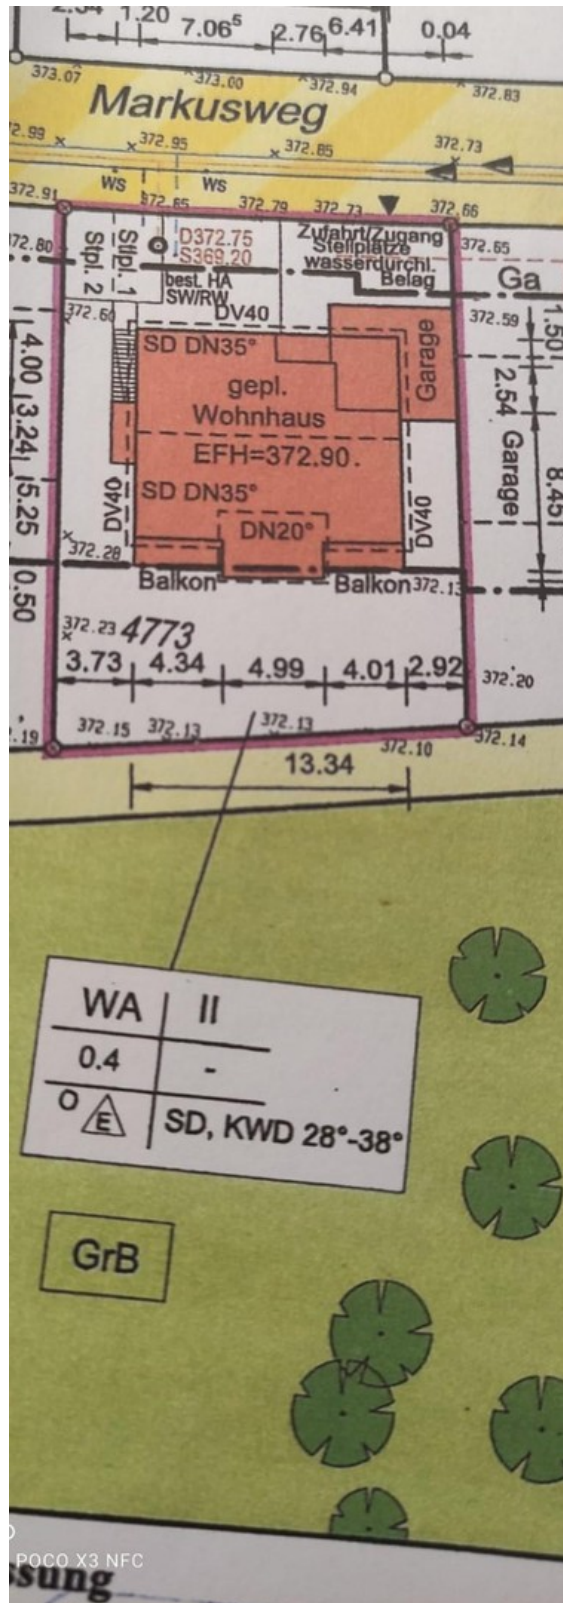 1.20
7.06⁵
2.76
6.41
0.04
373.07
373.00
372.94
372.83
Markusweg
372.95
372.85
372.73
WS
WS
372.91
372.79
372.73
372.66
Stpl. 2
Stpl. 1
D372.75
S369.20
Zufahrt/Zugang
Stellplätze
wasserdurchl.
Belag
372.65
best. HA
SW/RW
DV40
Ga
372.60
372.59
SD DN35°
gepl.
Wohnhaus
Garage
EFH=372.90
SD DN35°
DN20°
DV40
DV40
4.00
3.24
5.25
0.50
1.50
2.54
Garage
8.45
372.28
Balkon
Balkon
372.13
372.23
4773
3.73
4.34
4.99
4.01
2.92
372.20
372.15
372.13
372.13
372.10
372.14
13.34
WA
II
0.4
-
O
E
SD, KWD 28°-38°
GrB
POCO X3 NFC
ssung